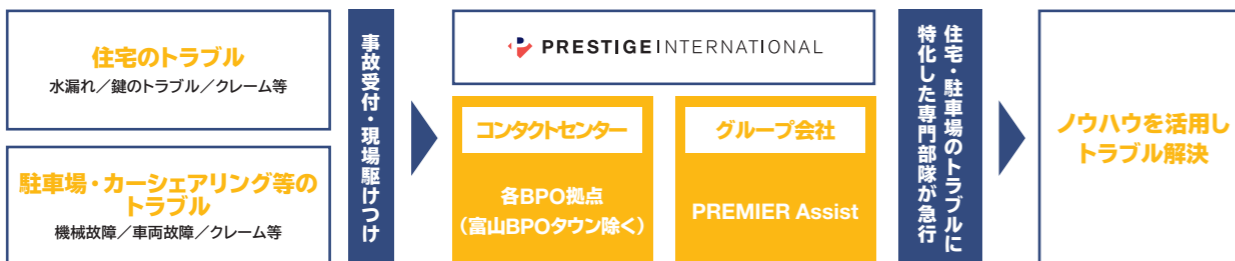 住宅のトラブル
水漏れ／鍵のトラブル／クレーム等
駐車場・カーシェアリング等の
トラブル
機械故障／車両故障／クレーム等
事故受付・現場駆けつけ
PRESTIGE INTERNATIONAL
コンタクトセンター
各BPO拠点
（富山BPOタウン除く）
グループ会社
PREMIER Assist
住宅・駐車場のトラブルに
特化した専門部隊が急行
ノウハウを活用し
トラブル解決